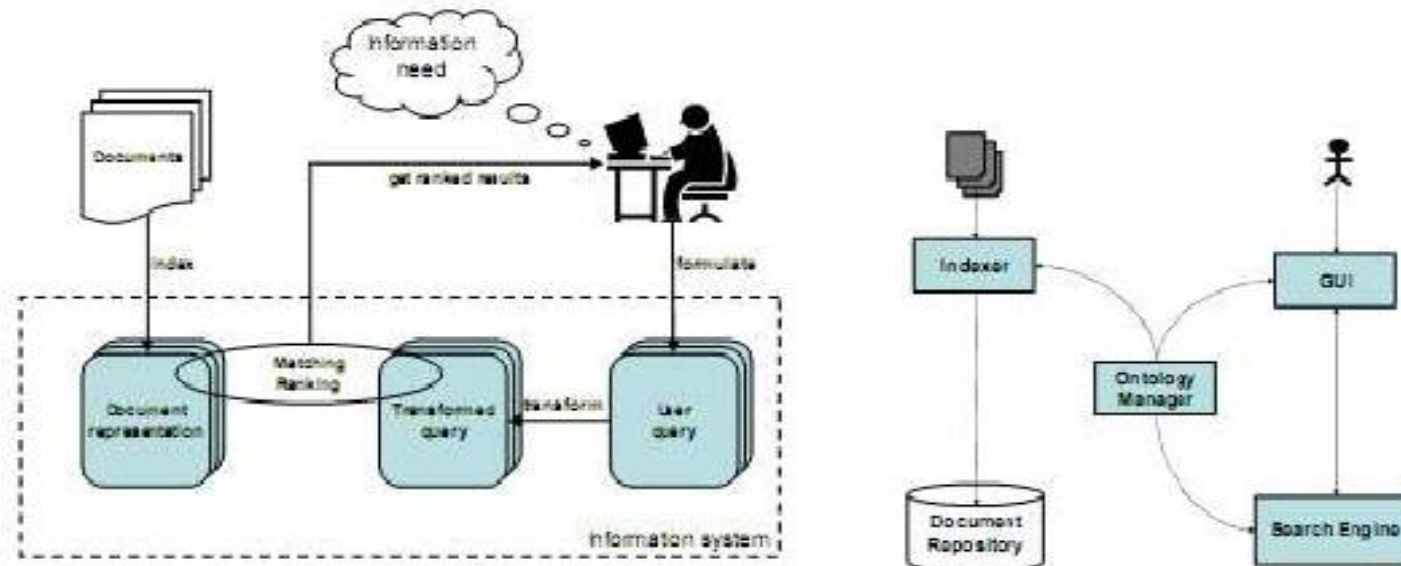 Information
need
Documents
get ranked results
Index
formulate
Matching
Ranking
Document
representation
Transformed
query
transform
User
query
Information system
Indexer
GUI
Ontology
Manager
Document
Repository
Search Engine